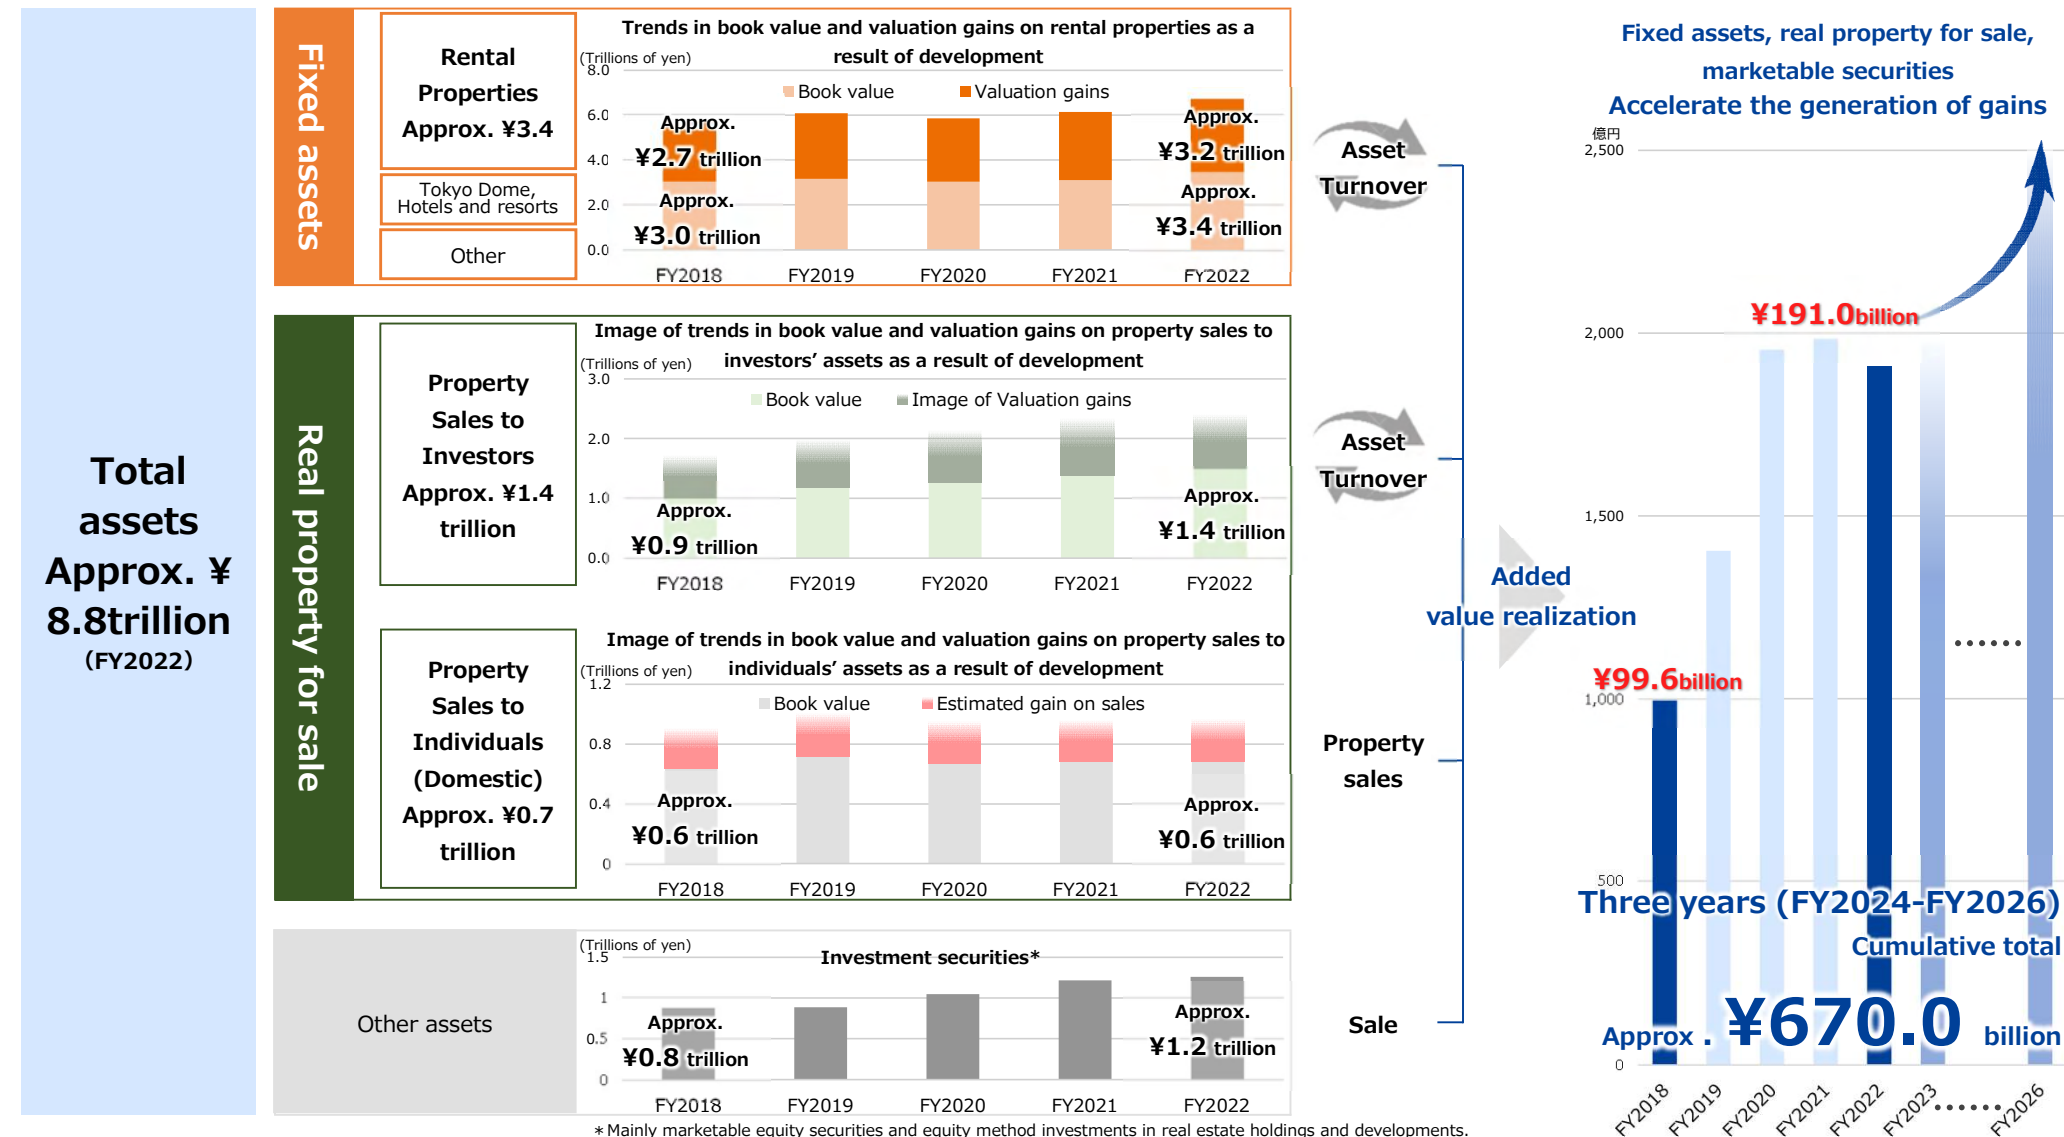 Total
assets
Approx. ¥
8.8trillion
(FY2022)
Fixed assets
Rental
Properties
Approx. ¥3.4
Tokyo Dome,
Hotels and resorts
Other
Trends in book value and valuation gains on rental properties as a
result of development
(Trillions of yen)
8.0
6.0
4.0
2.0
0.0
Book value
Valuation gains
Approx.
¥2.7 trillion
Approx.
¥3.0 trillion
Approx.
¥3.2 trillion
Approx.
¥3.4 trillion
FY2018
FY2019
FY2020
FY2021
FY2022
Real property for sale
Property
Sales to
Investors
Approx. ¥1.4
trillion
Image of trends in book value and valuation gains on property sales to
investors’ assets as a result of development
(Trillions of yen)
3.0
2.0
1.0
0.0
Book value
Image of Valuation gains
Approx.
¥0.9 trillion
Approx.
¥1.4 trillion
FY2018
FY2019
FY2020
FY2021
FY2022
Property
Sales to
Individuals
(Domestic)
Approx. ¥0.7
trillion
Image of trends in book value and valuation gains on property sales to
individuals’ assets as a result of development
(Trillions of yen)
1.2
0.8
0.4
0
Book value
Estimated gain on sales
Approx.
¥0.6 trillion
Approx.
¥0.6 trillion
FY2018
FY2019
FY2020
FY2021
FY2022
Other assets
(Trillions of yen)
Investment securities*
1.5
1
0.5
0
Approx.
¥0.8 trillion
Approx.
¥1.2 trillion
FY2018
FY2019
FY2020
FY2021
FY2022
* Mainly marketable equity securities and equity method investments in real estate holdings and developments.
Asset
Turnover
Asset
Turnover
Property
sales
Sale
Added
value realization
Fixed assets, real property for sale,
marketable securities
Accelerate the generation of gains
億円
2,500
2,000
1,500
1,000
500
0
¥191.0billion
¥99.6billion
......
Three years (FY2024-FY2026)
Cumulative total
Approx . ¥670.0 billion
FY2018
FY2019
FY2020
FY2021
FY2022
FY2023
......
FY2026